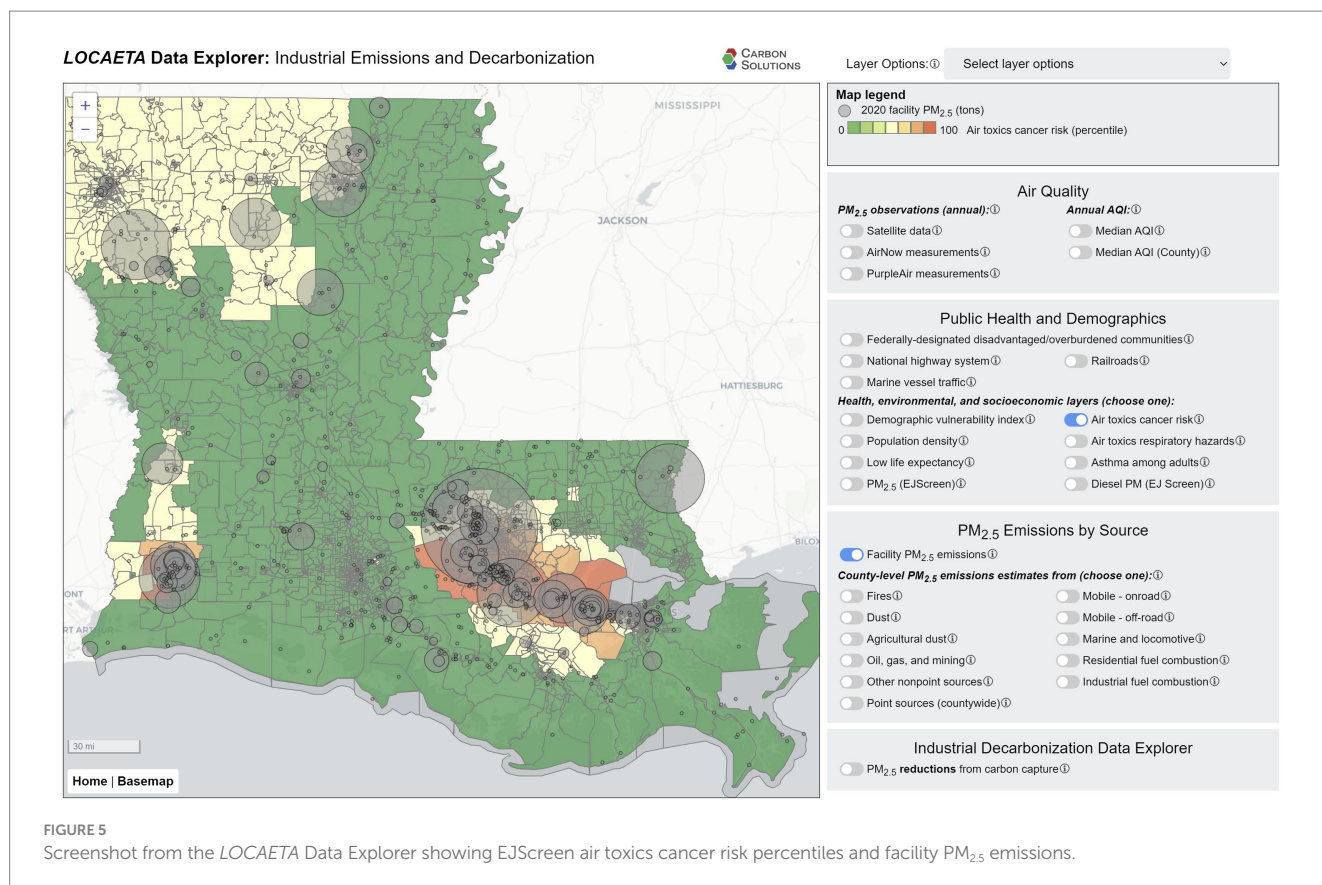 LOCAETA Data Explorer: Industrial Emissions and Decarbonization
CARBON
SOLUTIONS
Layer Options:ⓘ Select layer options
+
−
MISSISSIPPI
JACKSON
HATTIESBURG
BILOX
ONT
RT ARTHUR
S
30 mi
Home | Basemap
Map legend
2020 facility PM2.5 (tons)
0 100 Air toxics cancer risk (percentile)
Air Quality
PM2.5 observations (annual):ⓘ Annual AQI:ⓘ
Satellite dataⓘ Median AQIⓘ
AirNow measurementsⓘ Median AQI (County)ⓘ
PurpleAir measurementsⓘ
Public Health and Demographics
Federally-designated disadvantaged/overburdened communitiesⓘ
National highway systemⓘ Railroadsⓘ
Marine vessel trafficⓘ
Health, environmental, and socioeconomic layers (choose one):
Demographic vulnerability indexⓘ Air toxics cancer riskⓘ
Population densityⓘ Air toxics respiratory hazardsⓘ
Low life expectancyⓘ Asthma among adultsⓘ
PM2.5 (EJScreen)ⓘ Diesel PM (EJ Screen)ⓘ
PM2.5 Emissions by Source
Facility PM2.5 emissionsⓘ
County-level PM2.5 emissions estimates from (choose one):ⓘ
Firesⓘ Mobile - onroadⓘ
Dustⓘ Mobile - off-roadⓘ
Agricultural dustⓘ Marine and locomotiveⓘ
Oil, gas, and miningⓘ Residential fuel combustionⓘ
Other nonpoint sourcesⓘ Industrial fuel combustionⓘ
Point sources (countywide)ⓘ
Industrial Decarbonization Data Explorer
PM2.5 reductions from carbon captureⓘ
FIGURE 5
Screenshot from the LOCAETA Data Explorer showing EJScreen air toxics cancer risk percentiles and facility PM2.5 emissions.